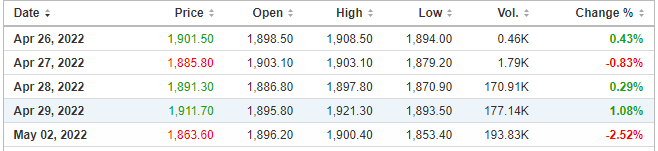 Date Price Open High Low Vol. Change %
Apr 26, 2022 1,901.50 1,898.50 1,908.50 1,894.00 0.46K 0.43%
Apr 27, 2022 1,885.80 1,903.10 1,903.10 1,879.20 1.79K -0.83%
Apr 28, 2022 1,891.30 1,886.80 1,897.80 1,870.90 170.91K 0.29%
Apr 29, 2022 1,911.70 1,895.80 1,921.30 1,893.50 177.14K 1.08%
May 02, 2022 1,863.60 1,896.20 1,900.40 1,853.40 193.83K -2.52%